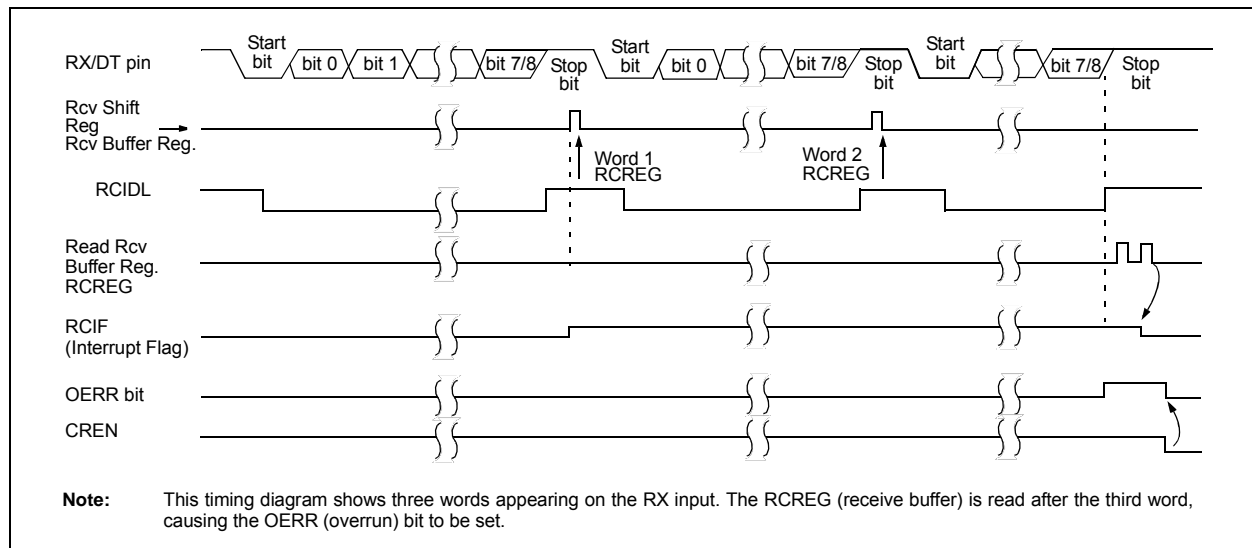 Start
bit
bit 0
bit 1
bit 7/8
Stop
bit
Start
bit
bit 0
bit 7/8
Stop
bit
Start
bit
bit 7/8
Stop
bit
RX/DT pin
Rcv Shift
Reg
Rcv Buffer Reg.
Word 1
RCREG
Word 2
RCREG
RCIDL
Read Rcv
Buffer Reg.
RCREG
RCIF
(Interrupt Flag)
OERR bit
CREN
Note: This timing diagram shows three words appearing on the RX input. The RCREG (receive buffer) is read after the third word,
causing the OERR (overrun) bit to be set.